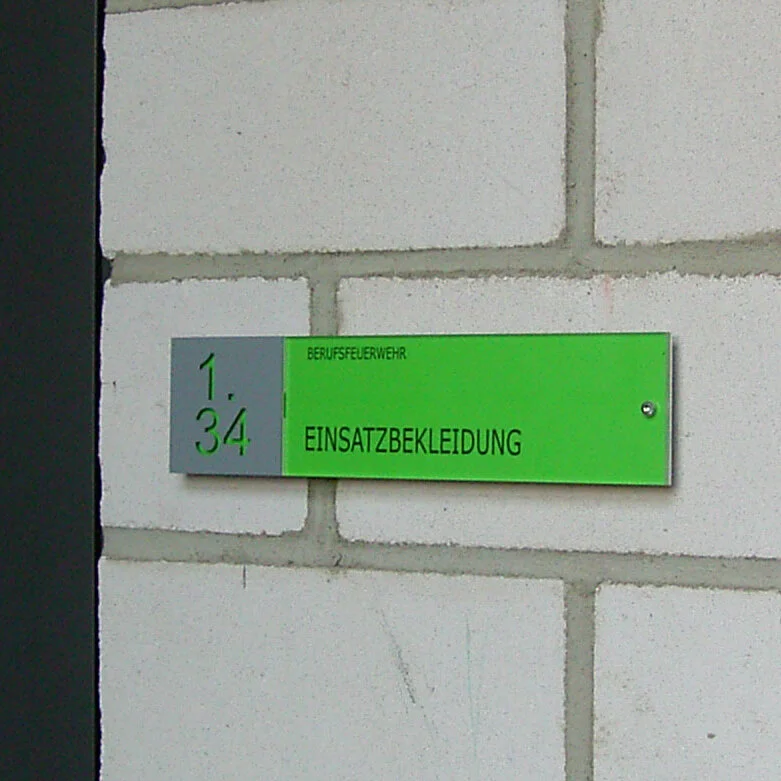 1.
34
BERUFSFEUERWEHR
EINSATZBEKLEIDUNG